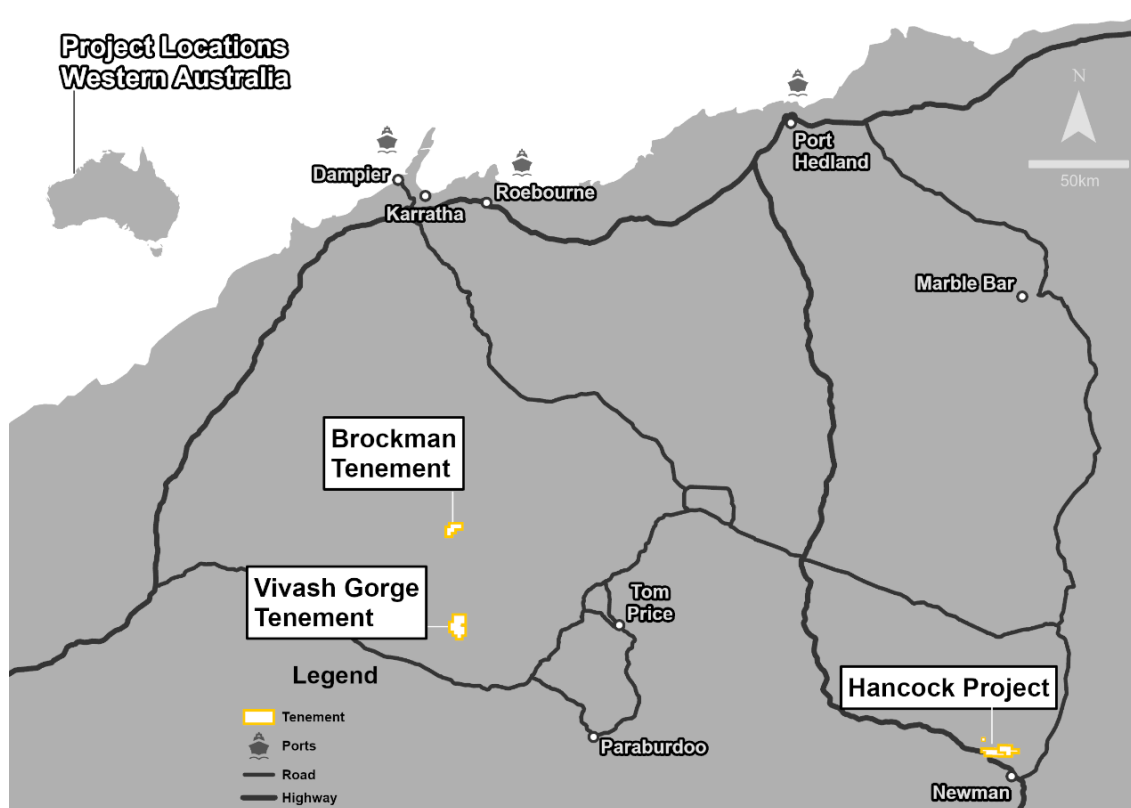 Project Locations
Western Australia
N
50km
Port
Hedland
Dampier
Karratha
Roebourne
Marble Bar
Brockman
Tenement
Vivash Gorge
Tenement
Tom
Price
Hancock Project
Paraburdoo
Newman
Legend
Tenement
Ports
Road
Highway